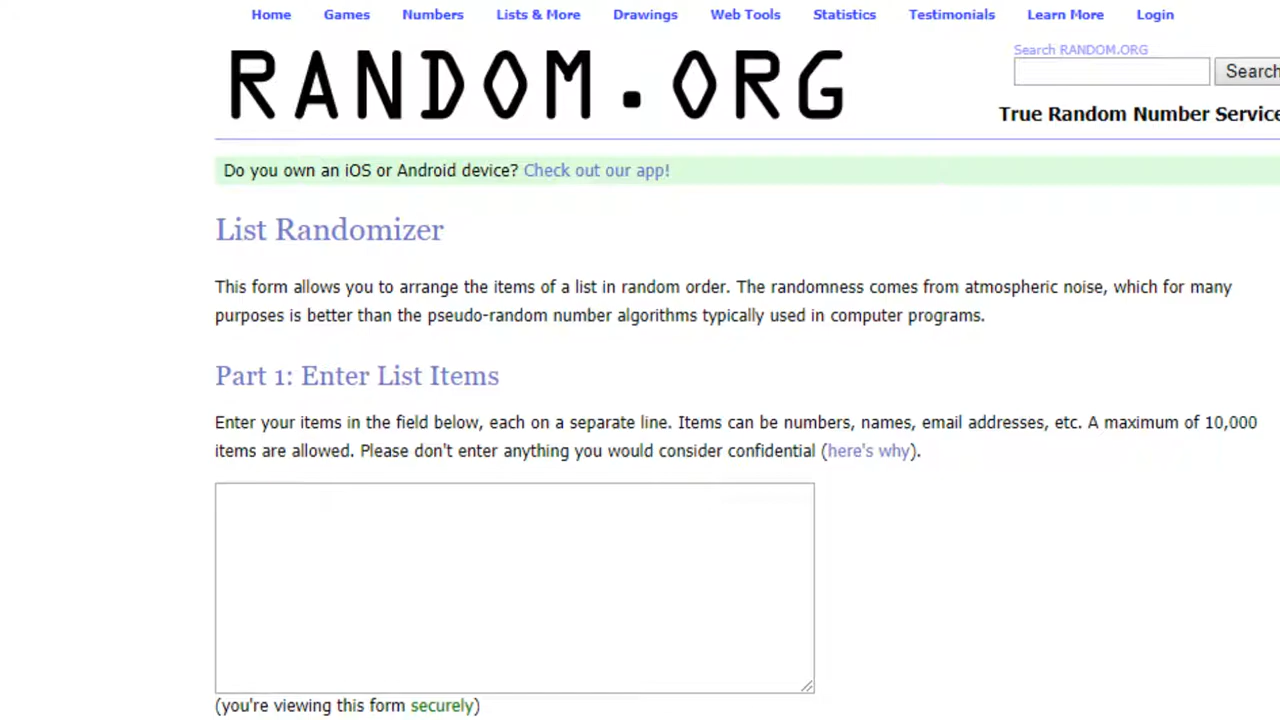 Home Games Numbers Lists & More Drawings Web Tools Statistics Testimonials Learn More Login
RANDOM.ORG
Search RANDOM.ORG
Search
True Random Number Service
Do you own an iOS or Android device? Check out our app!
List Randomizer
This form allows you to arrange the items of a list in random order. The randomness comes from atmospheric noise, which for many
purposes is better than the pseudo-random number algorithms typically used in computer programs.
Part 1: Enter List Items
Enter your items in the field below, each on a separate line. Items can be numbers, names, email addresses, etc. A maximum of 10,000
items are allowed. Please don't enter anything you would consider confidential (here's why).
(you're viewing this form securely)